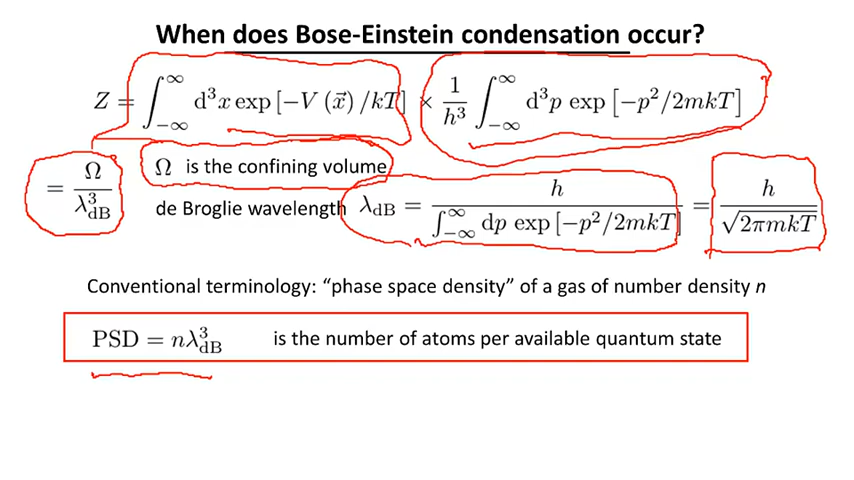 When does Bose-Einstein condensation occur?
Z = ∫_{−∞}^{∞} d³x exp [−V (x⃗) /kT] × 1/h³ ∫_{−∞}^{∞} d³p exp [−p²/2mkT]
= Ω/λ³_dB Ω is the confining volume
de Broglie wavelength λ_dB = h / ∫_{−∞}^{∞} dp exp [−p²/2mkT] = h/√(2πmkT)
Conventional terminology: “phase space density” of a gas of number density n
PSD = nλ³_dB is the number of atoms per available quantum state